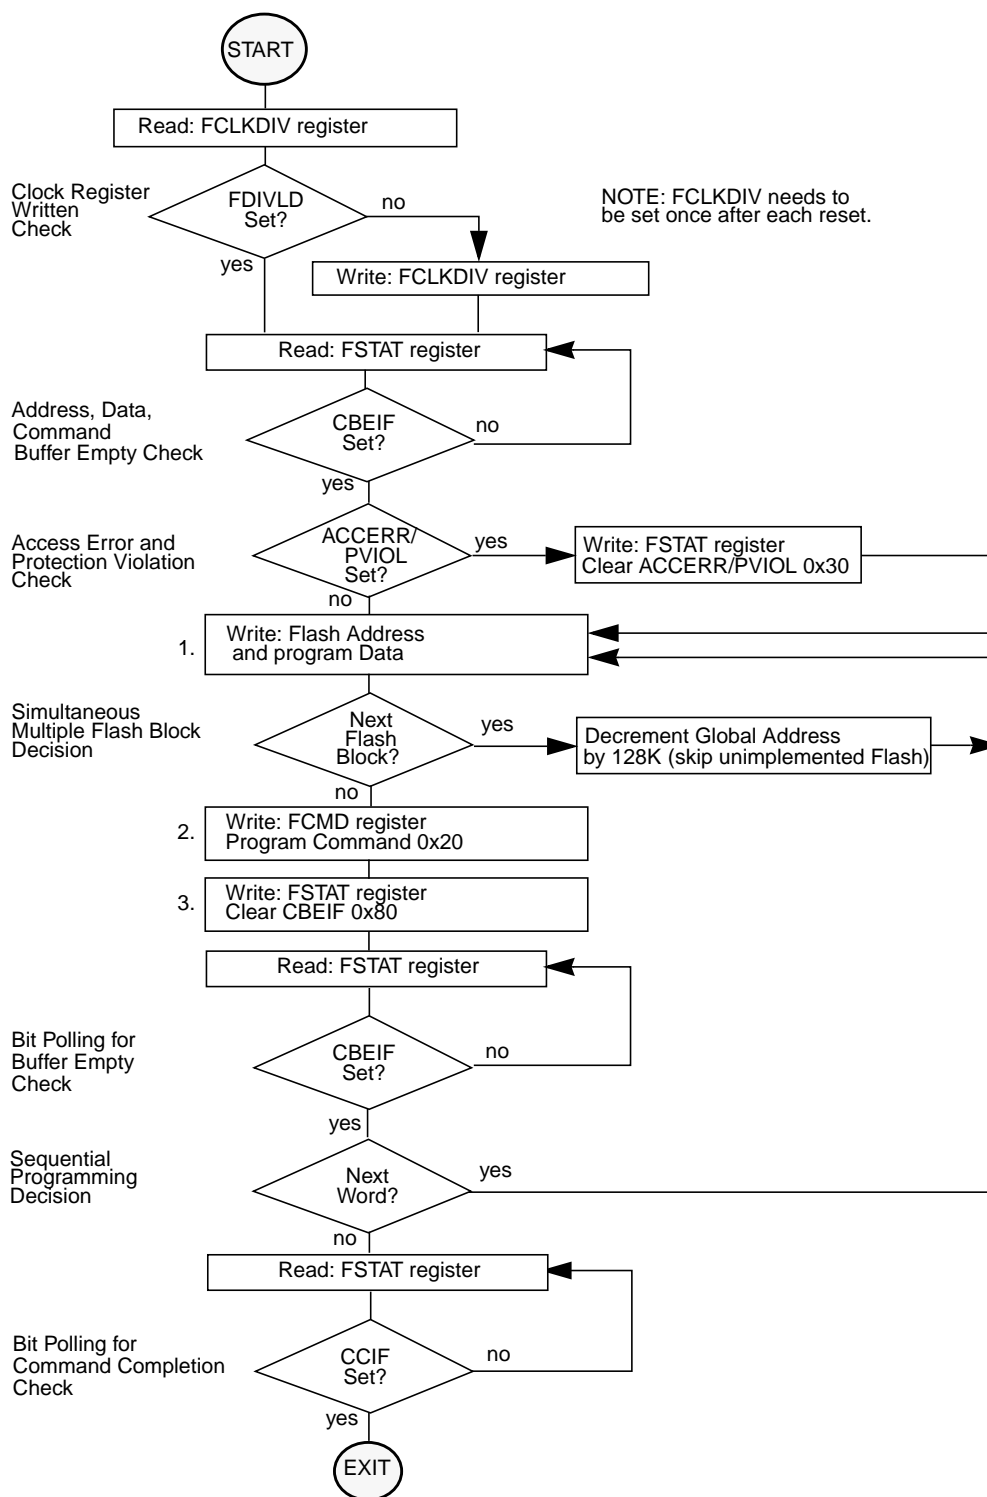 START
Read: FCLKDIV register
Clock Register
Written
Check
FDIVLD
Set?
no
yes
NOTE: FCLKDIV needs to
be set once after each reset.
Write: FCLKDIV register
Read: FSTAT register
Address, Data,
Command
Buffer Empty Check
CBEIF
Set?
no
yes
Access Error and
Protection Violation
Check
ACCERR/
PVIOL
Set?
yes
no
Write: FSTAT register
Clear ACCERR/PVIOL 0x30
1.
Write: Flash Address
and program Data
Simultaneous
Multiple Flash Block
Decision
Next
Flash
Block?
yes
no
Decrement Global Address
by 128K (skip unimplemented Flash)
2.
Write: FCMD register
Program Command 0x20
3.
Write: FSTAT register
Clear CBEIF 0x80
Read: FSTAT register
Bit Polling for
Buffer Empty
Check
CBEIF
Set?
no
yes
Sequential
Programming
Decision
Next
Word?
yes
no
Read: FSTAT register
Bit Polling for
Command Completion
Check
CCIF
Set?
no
yes
EXIT